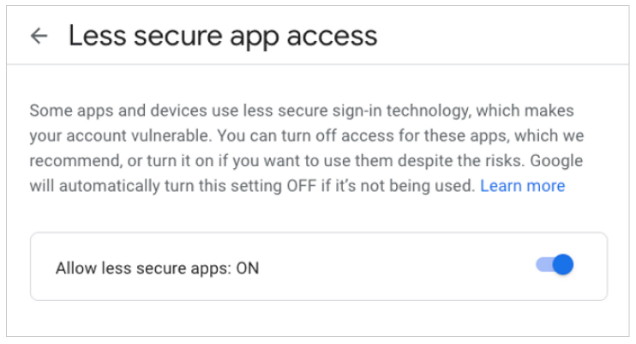 Less secure app access
Some apps and devices use less secure sign-in technology, which makes
your account vulnerable. You can turn off access for these apps, which we
recommend, or turn it on if you want to use them despite the risks. Google
will automatically turn this setting OFF if it's not being used. Learn more
Allow less secure apps: ON